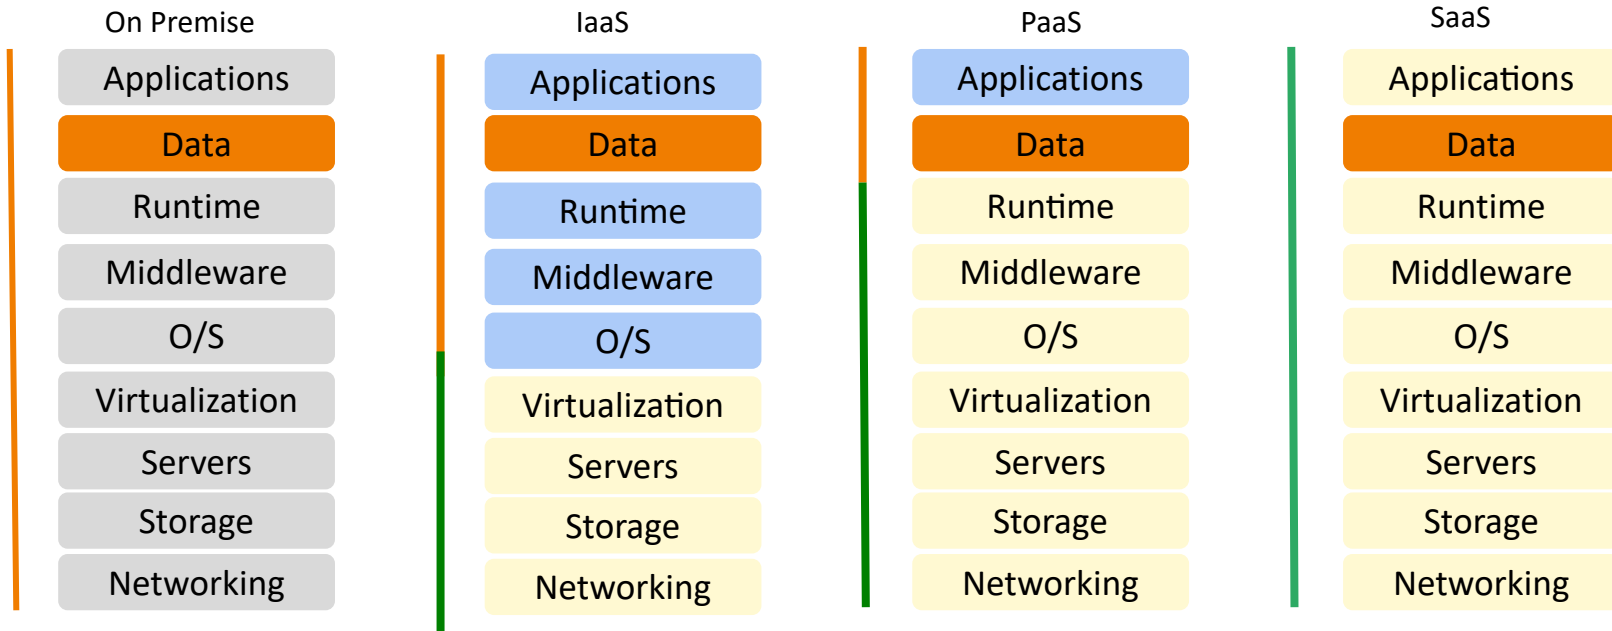 On Premise
Applications
Data
Runtime
Middleware
O/S
Virtualization
Servers
Storage
Networking
IaaS
Applications
Data
Runtime
Middleware
O/S
Virtualization
Servers
Storage
Networking
PaaS
Applications
Data
Runtime
Middleware
O/S
Virtualization
Servers
Storage
Networking
SaaS
Applications
Data
Runtime
Middleware
O/S
Virtualization
Servers
Storage
Networking